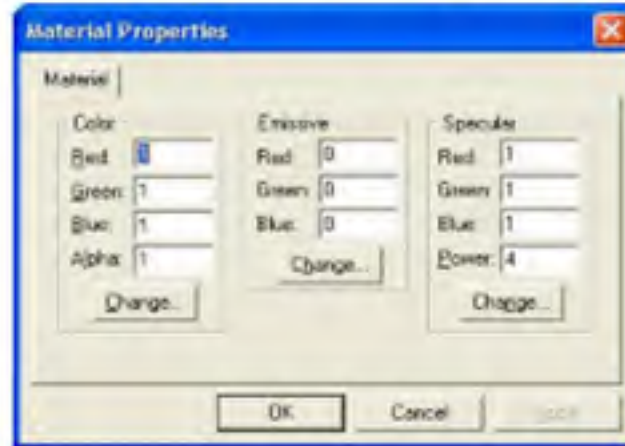 Material Properties
Material
Color
Red: 1
Green: 1
Blue: 1
Alpha: 1
Change...
Emissive
Red: 0
Green: 0
Blue: 0
Change...
Specular
Red: 1
Green: 1
Blue: 1
Power: 4
Change...
OK Cancel